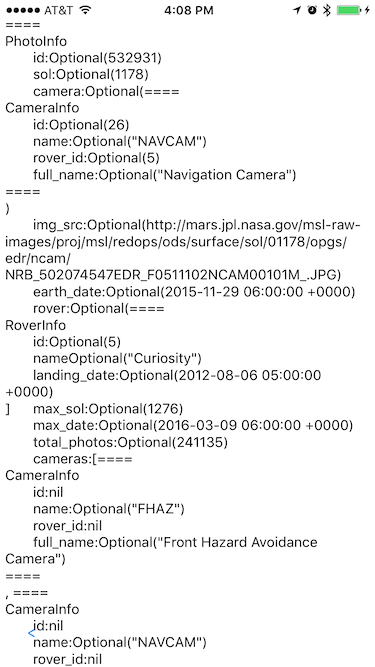 AT&T 4:08 PM
====
PhotoInfo
id:Optional(532931)
sol:Optional(1178)
camera:Optional(====
CameraInfo
id:Optional(26)
name:Optional("NAVCAM")
rover_id:Optional(5)
full_name:Optional("Navigation Camera")
====
)
img_src:Optional(http://mars.jpl.nasa.gov/msl-raw-
images/proj/msl/redops/ods/surface/sol/01178/opgs/
edr/ncam/
NRB_502074547EDR_F0511102NCAM00101M_.JPG)
earth_date:Optional(2015-11-29 06:00:00 +0000)
rover:Optional(====
RoverInfo
id:Optional(5)
nameOptional("Curiosity")
landing_date:Optional(2012-08-06 05:00:00
+0000)
] max_sol:Optional(1276)
max_date:Optional(2016-03-09 06:00:00 +0000)
total_photos:Optional(241135)
cameras:[====
CameraInfo
id:nil
name:Optional("FHAZ")
rover_id:nil
full_name:Optional("Front Hazard Avoidance
Camera")
====
, ====
CameraInfo
id:nil
<
name:Optional("NAVCAM")
rover_id:nil